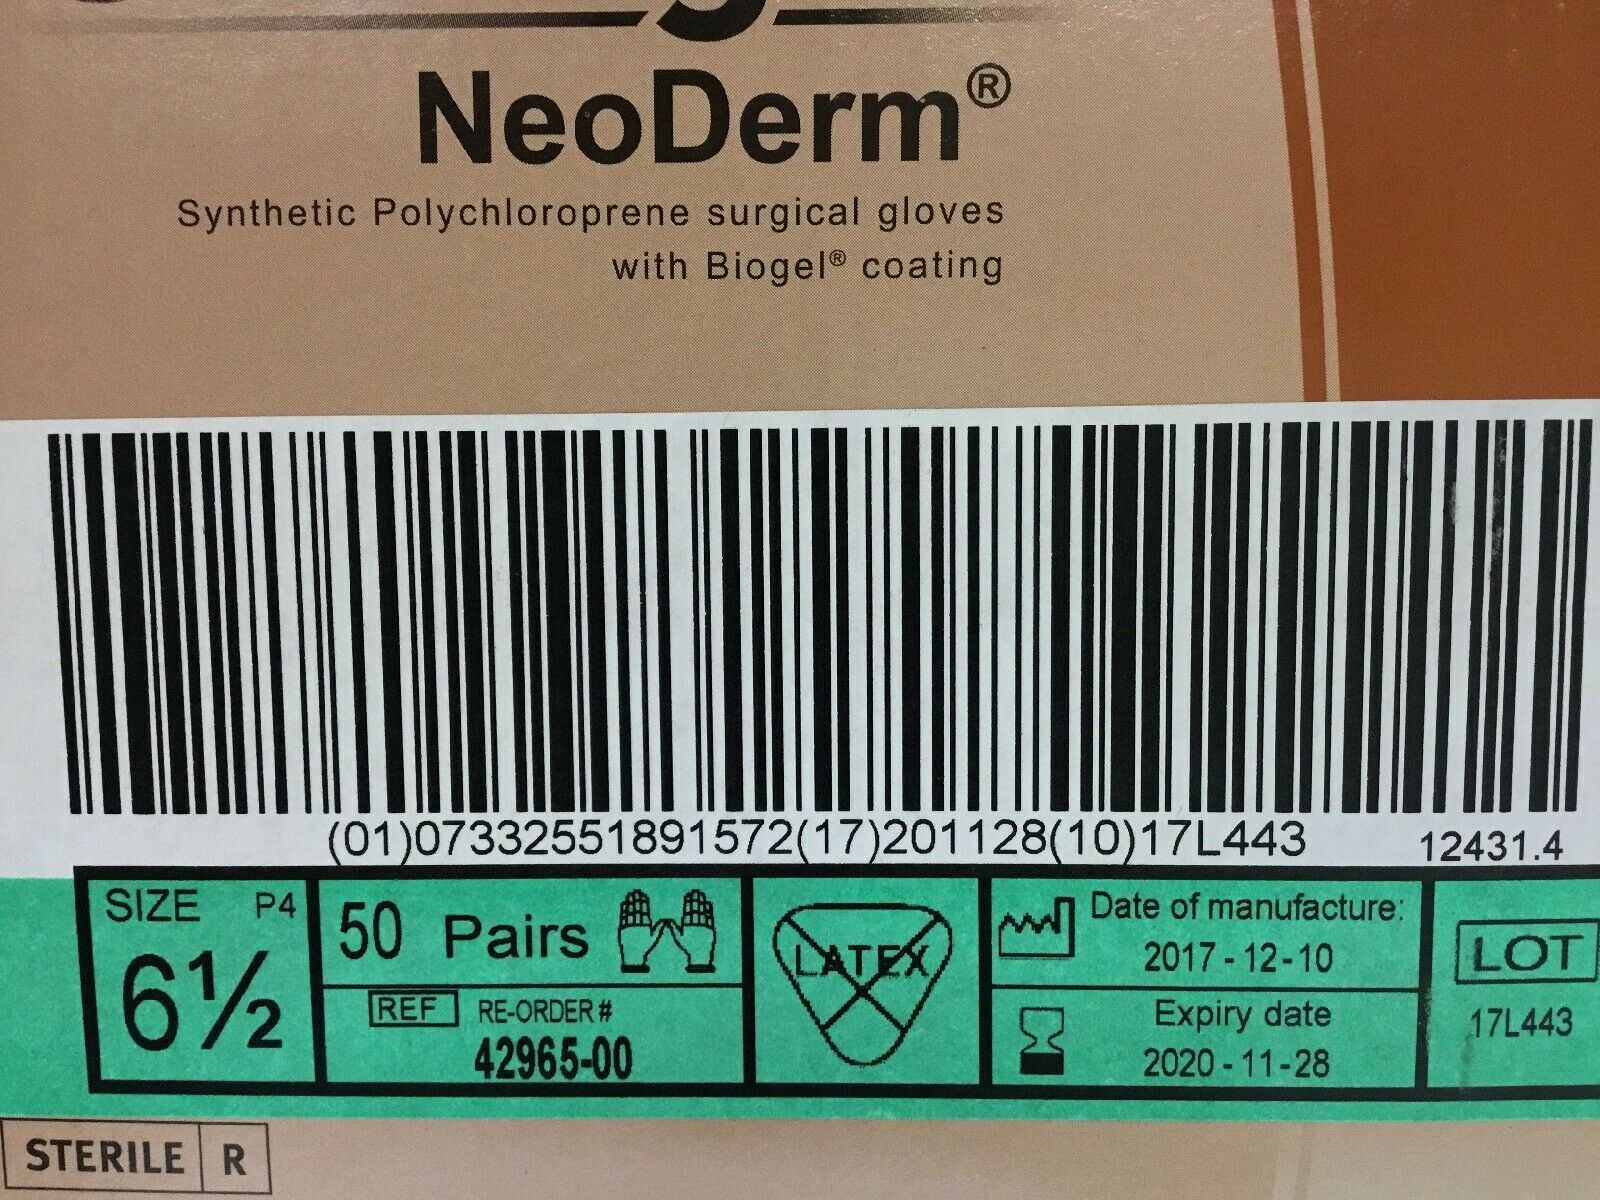 NeoDerm®
Synthetic Polychloroprene surgical gloves
with Biogel® coating
(01)07332551891572(17)201128(10)17L443
12431.4
SIZE P4
6½
50 Pairs
REF RE-ORDER #
42965-00
LATEX
Date of manufacture:
2017-12-10
Expiry date
2020-11-28
LOT
17L443
STERILE R